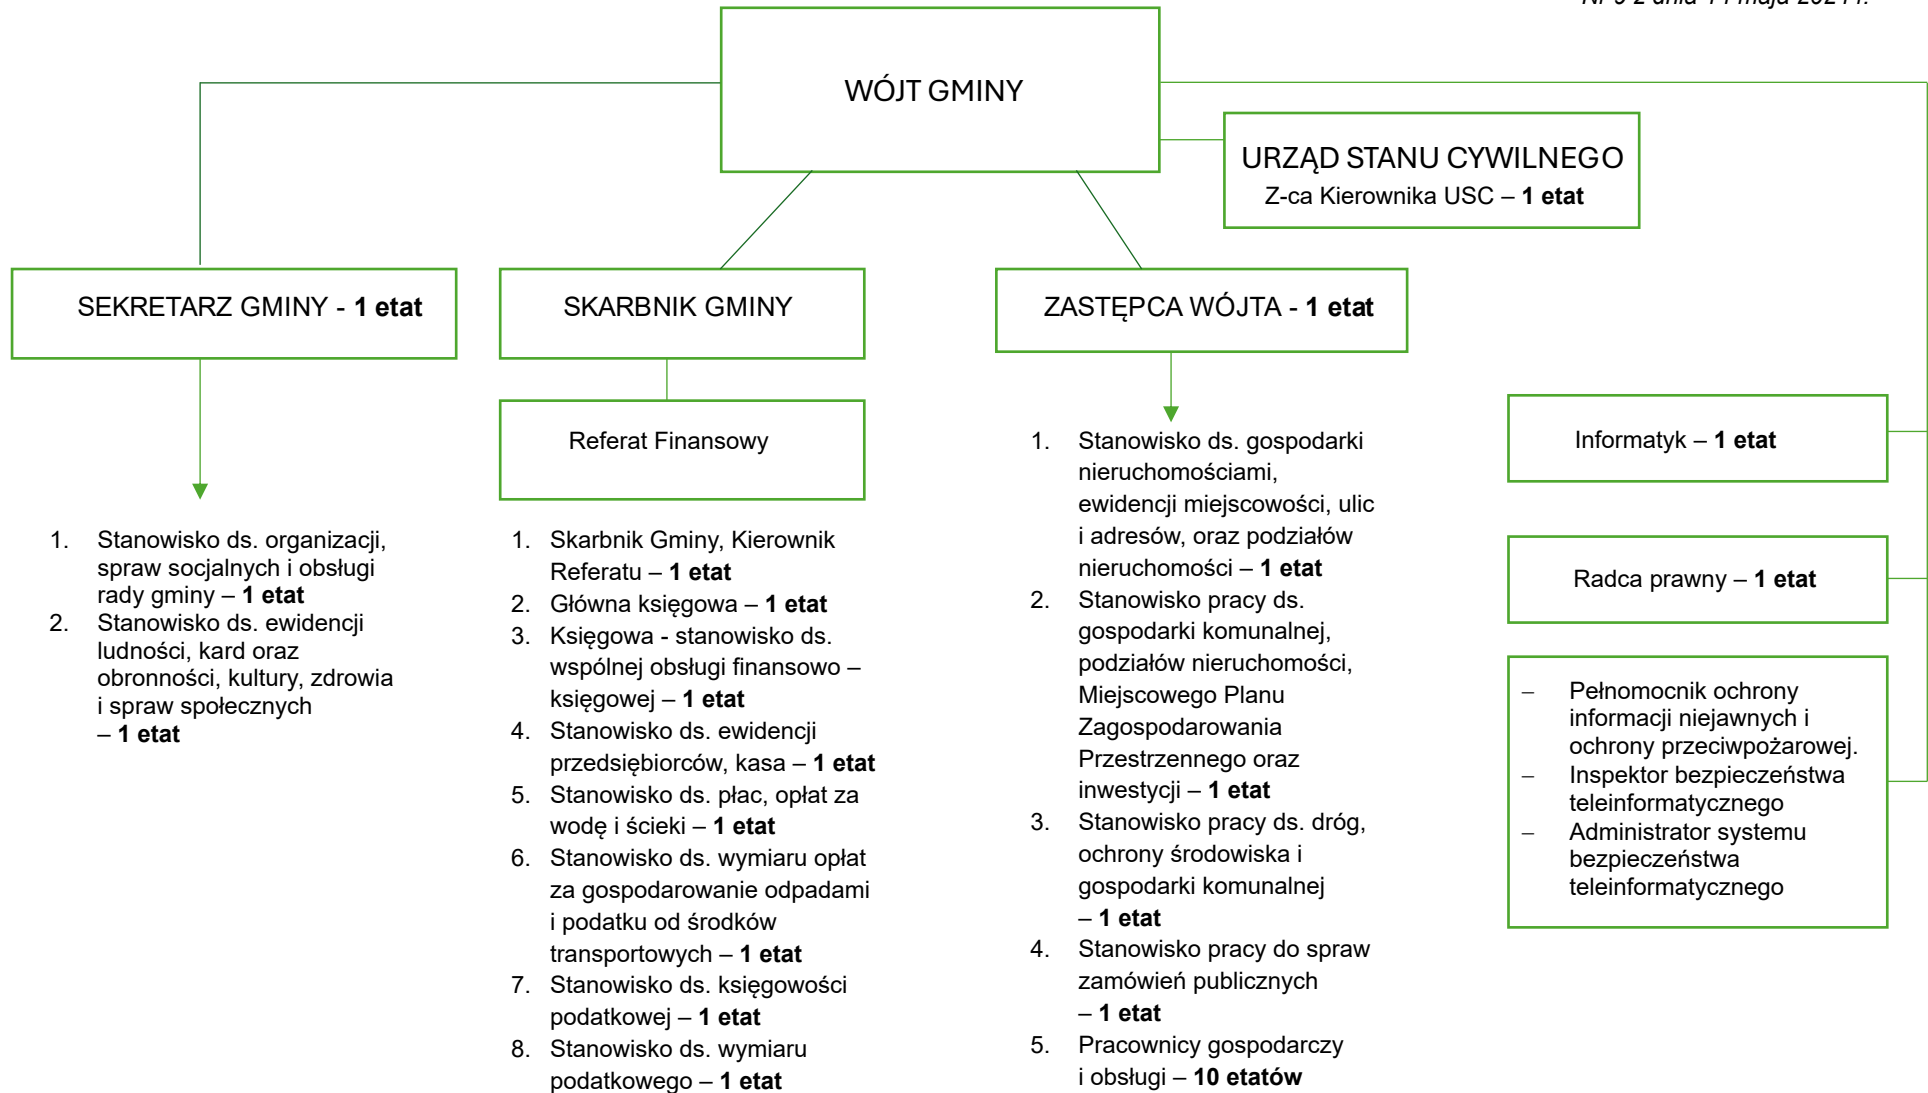 WÓJT GMINY
URZĄD STANU CYWILNEGO
Z-ca Kierownika USC – 1 etat
SEKRETARZ GMINY - 1 etat
SKARBNIK GMINY
ZASTĘPCA WÓJTA - 1 etat
1. Stanowisko ds. organizacji,
spraw socjalnych i obsługi
rady gminy – 1 etat
2. Stanowisko ds. ewidencji
ludności, kard oraz
obronności, kultury, zdrowia
i spraw społecznych
– 1 etat
Referat Finansowy
1. Skarbnik Gminy, Kierownik
Referatu – 1 etat
2. Główna księgowa – 1 etat
3. Księgowa - stanowisko ds.
wspólnej obsługi finansowo –
księgowej – 1 etat
4. Stanowisko ds. ewidencji
przedsiębiorców, kasa – 1 etat
5. Stanowisko ds. płac, opłat za
wodę i ścieki – 1 etat
6. Stanowisko ds. wymiaru opłat
za gospodarowanie odpadami
i podatku od środków
transportowych – 1 etat
7. Stanowisko ds. księgowości
podatkowej – 1 etat
8. Stanowisko ds. wymiaru
podatkowego – 1 etat
1. Stanowisko ds. gospodarki
nieruchomościami,
ewidencji miejscowości, ulic
i adresów, oraz podziałów
nieruchomości – 1 etat
2. Stanowisko pracy ds.
gospodarki komunalnej,
podziałów nieruchomości,
Miejscowego Planu
Zagospodarowania
Przestrzennego oraz
inwestycji – 1 etat
3. Stanowisko pracy ds. dróg,
ochrony środowiska i
gospodarki komunalnej
– 1 etat
4. Stanowisko pracy do spraw
zamówień publicznych
– 1 etat
5. Pracownicy gospodarczy
i obsługi – 10 etatów
Informatyk – 1 etat
Radca prawny – 1 etat
– Pełnomocnik ochrony
informacji niejawnych i
ochrony przeciwpożarowej.
– Inspektor bezpieczeństwa
teleinformatycznego
– Administrator systemu
bezpieczeństwa
teleinformatycznego